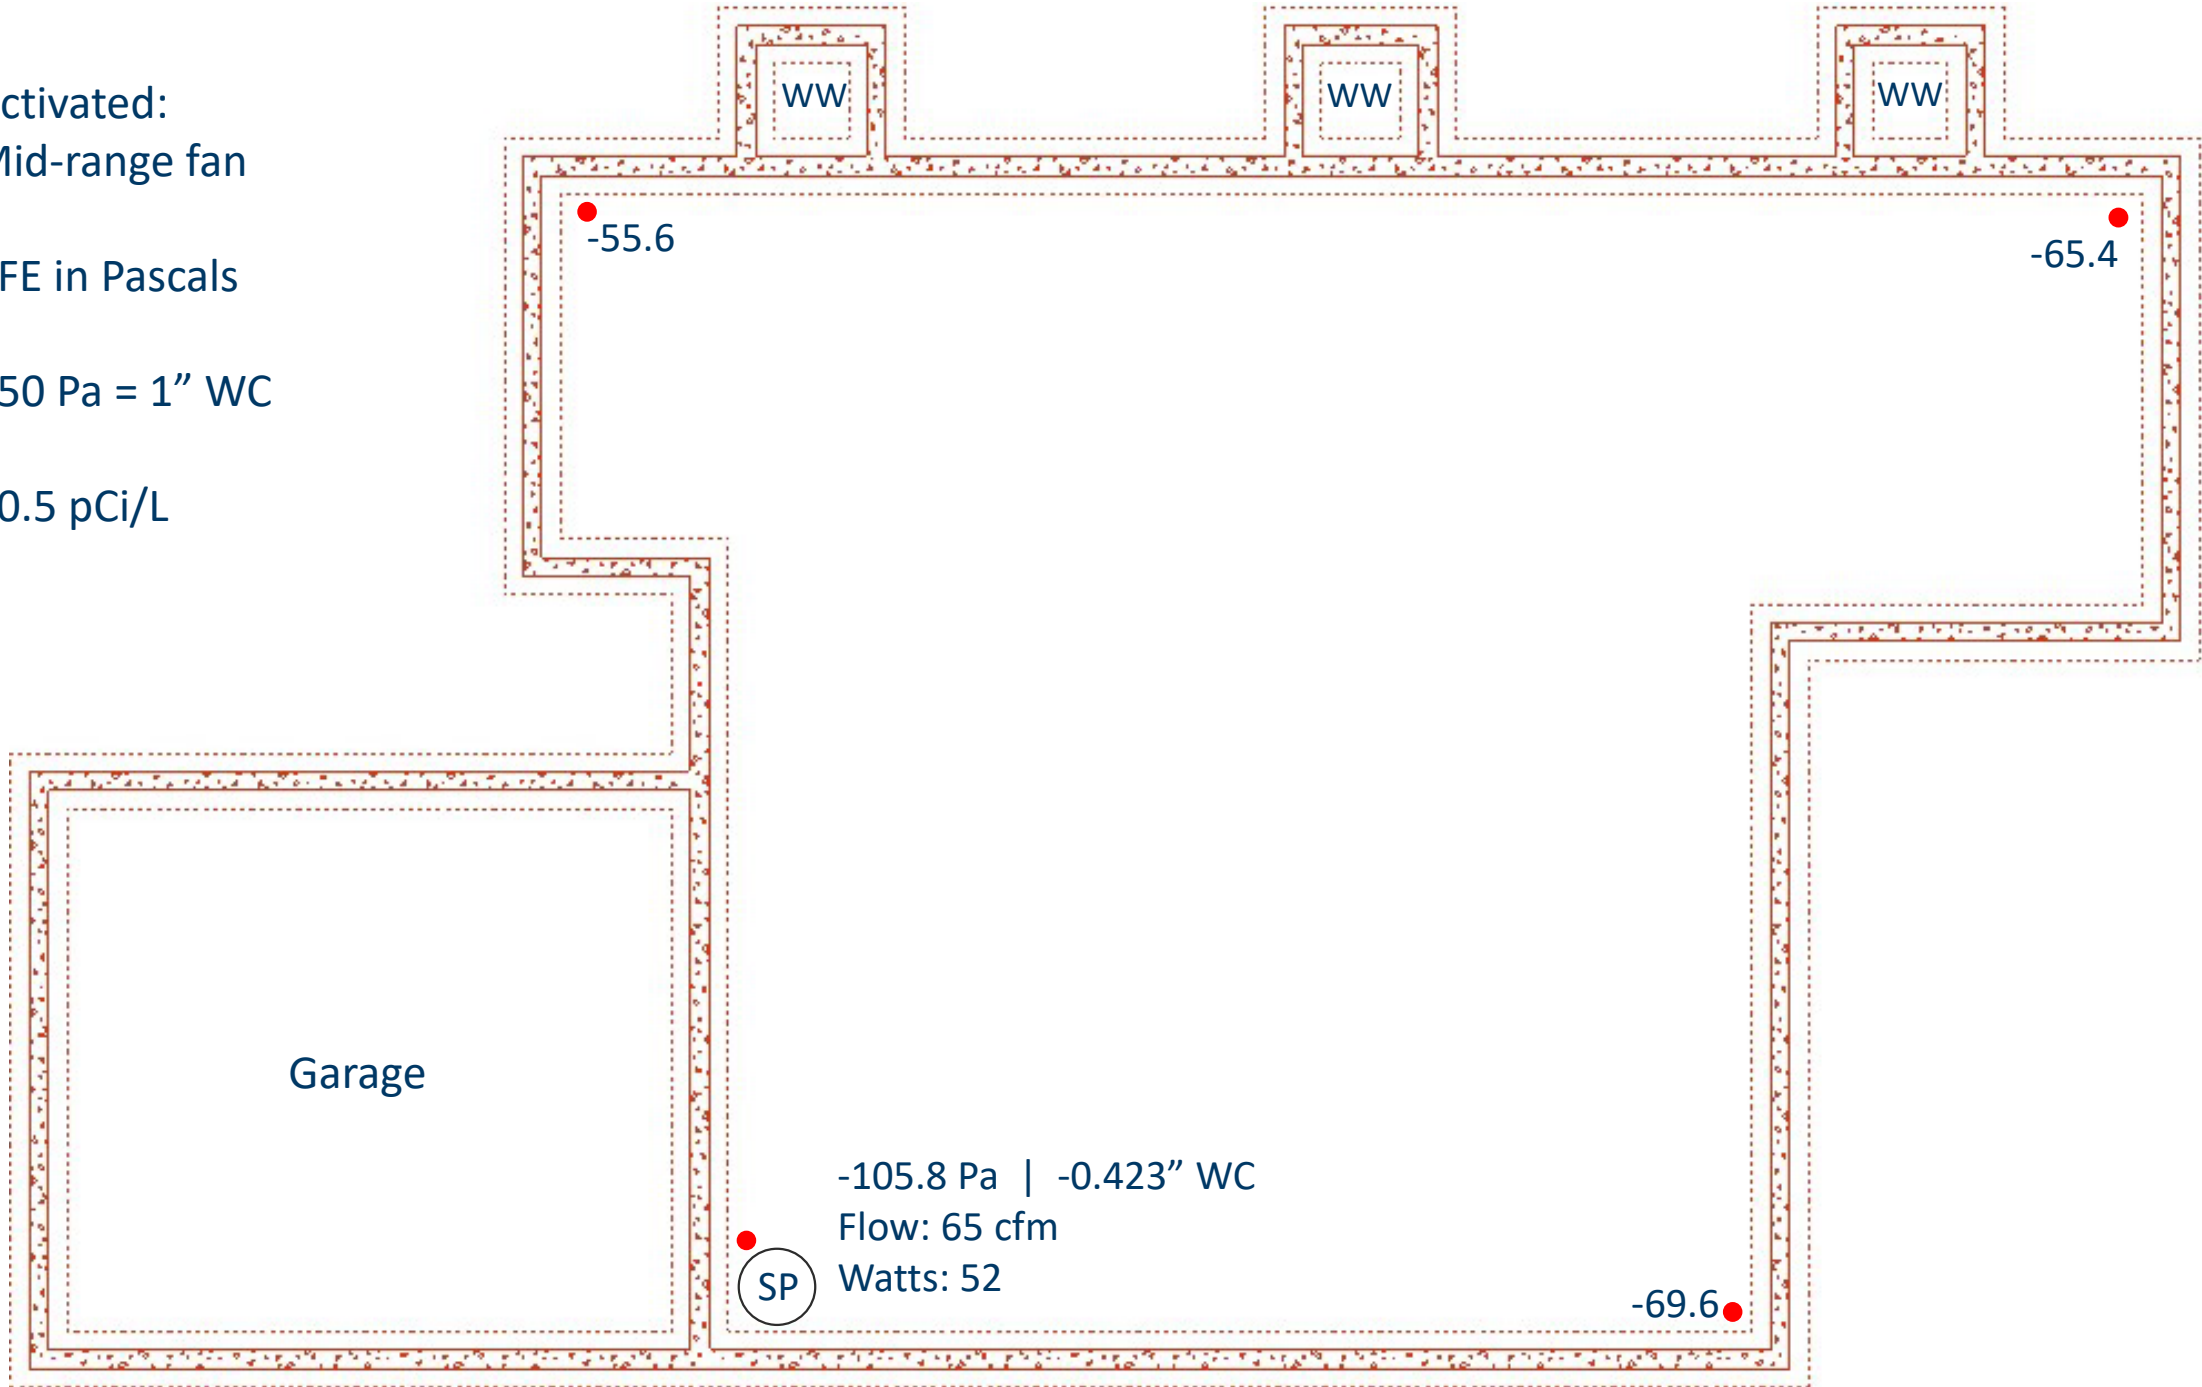 ctivated:
Mid-range fan
FE in Pascals
50 Pa = 1” WC
0.5 pCi/L
WW WW WW
-55.6
-65.4
Garage
-105.8 Pa | -0.423” WC
Flow: 65 cfm
Watts: 52
SP
-69.6